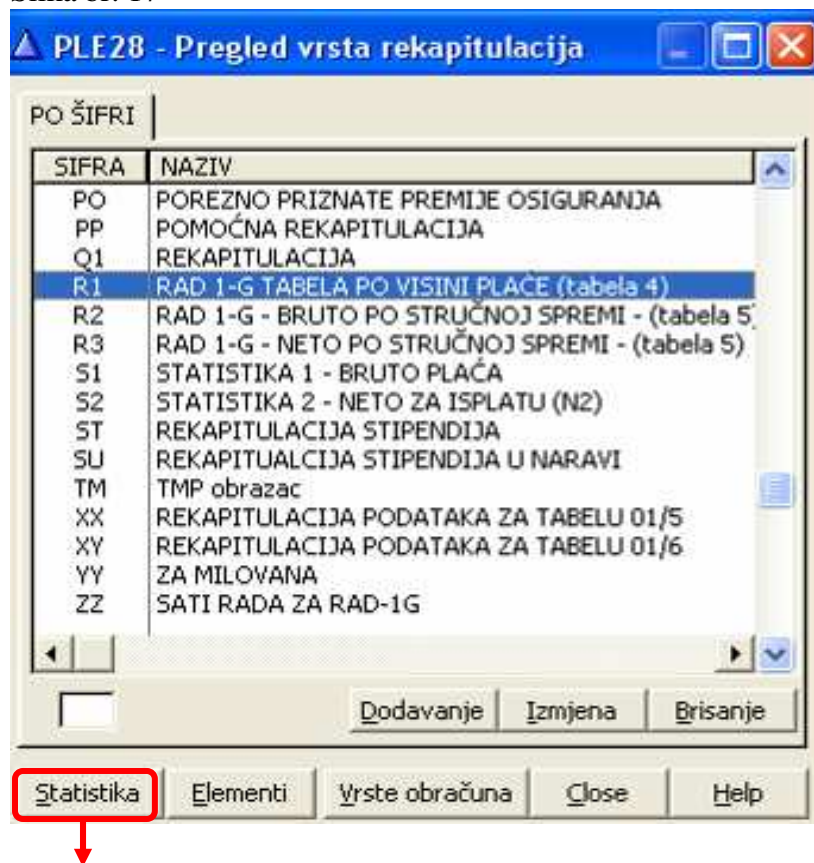 PLE28 - Pregled vrsta rekapitulacija
PO ŠIFRI
SIFRA NAZIV
PO POREZNO PRIZNATE PREMIJE OSIGURANJA
PP POMOĆNA REKAPITULACIJA
Q1 REKAPITULACIJA
R1 RAD 1-G TABELA PO VISINI PLAĆE (tabela 4)
R2 RAD 1-G - BRUTO PO STRUČNOJ SPREMI - (tabela 5
R3 RAD 1-G - NETO PO STRUČNOJ SPREMI - (tabela 5)
S1 STATISTIKA 1 - BRUTO PLAĆA
S2 STATISTIKA 2 - NETO ZA ISPLATU (N2)
ST REKAPITULACIJA STIPENDIJA
SU REKAPITUALCIJA STIPENDIJA U NARAVI
TM TMP obrazac
XX REKAPITULACIJA PODATAKA ZA TABELU 01/5
XY REKAPITULACIJA PODATAKA ZA TABELU 01/6
YY ZA MILOVANA
ZZ SATI RADA ZA RAD-1G
Dodavanje Izmjena Brisanje
Statistika Elementi Vrste obračuna Close Help